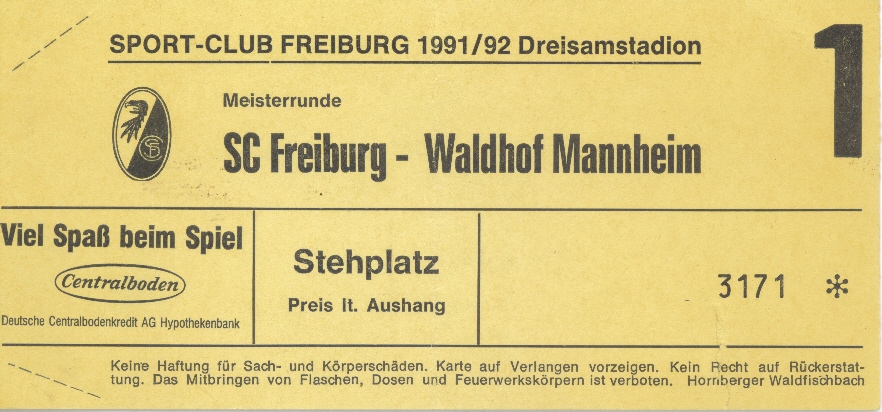 SPORT-CLUB FREIBURG 1991/92 Dreisamstadion
1
Meisterrunde
SC Freiburg - Waldhof Mannheim
Viel Spaß beim Spiel
Centralboden
Deutsche Centralbodenkredit AG Hypothekenbank
Stehplatz
Preis lt. Aushang
3171 *
Keine Haftung für Sach- und Körperschäden. Karte auf Verlangen vorzeigen. Kein Recht auf Rückerstat-
tung. Das Mitbringen von Flaschen, Dosen und Feuerwerkskörpern ist verboten. Hornberger Waldfischbach